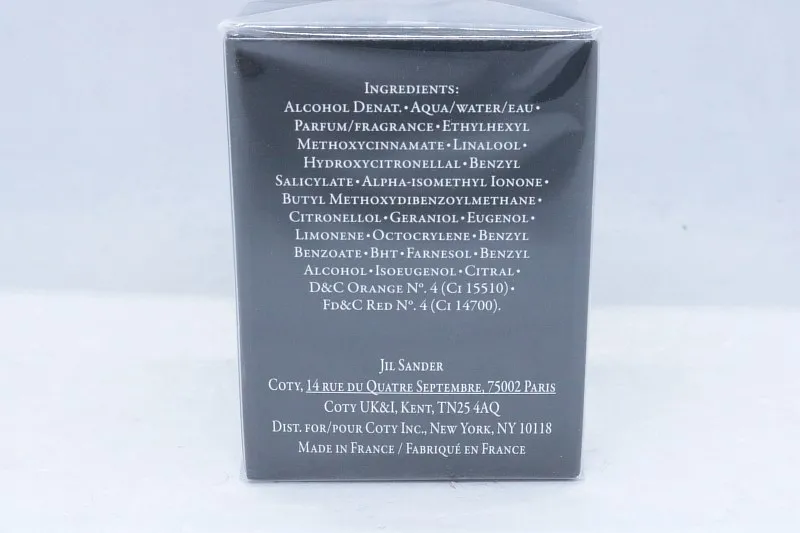 Ingredients:
Alcohol Denat.•Aqua/water/eau•
Parfum/fragrance•Ethylhexyl
Methoxycinnamate•Linalool•
Hydroxycitronellal•Benzyl
Salicylate•Alpha-isomethyl Ionone•
Butyl Methoxydibenzoylmethane•
Citronellol•Geraniol•Eugenol•
Limonene•Octocrylene•Benzyl
Benzoate•Bht•Farnesol•Benzyl
Alcohol•Isoeugenol•Citral•
D&C Orange Nº. 4 (Ci 15510)•
Fd&C Red Nº. 4 (Ci 14700).
Jil Sander
Coty, 14 rue du Quatre Septembre, 75002 Paris
Coty UK&I, Kent, TN25 4AQ
Dist. for/pour Coty Inc., New York, NY 10118
Made in France / Fabriqué en France